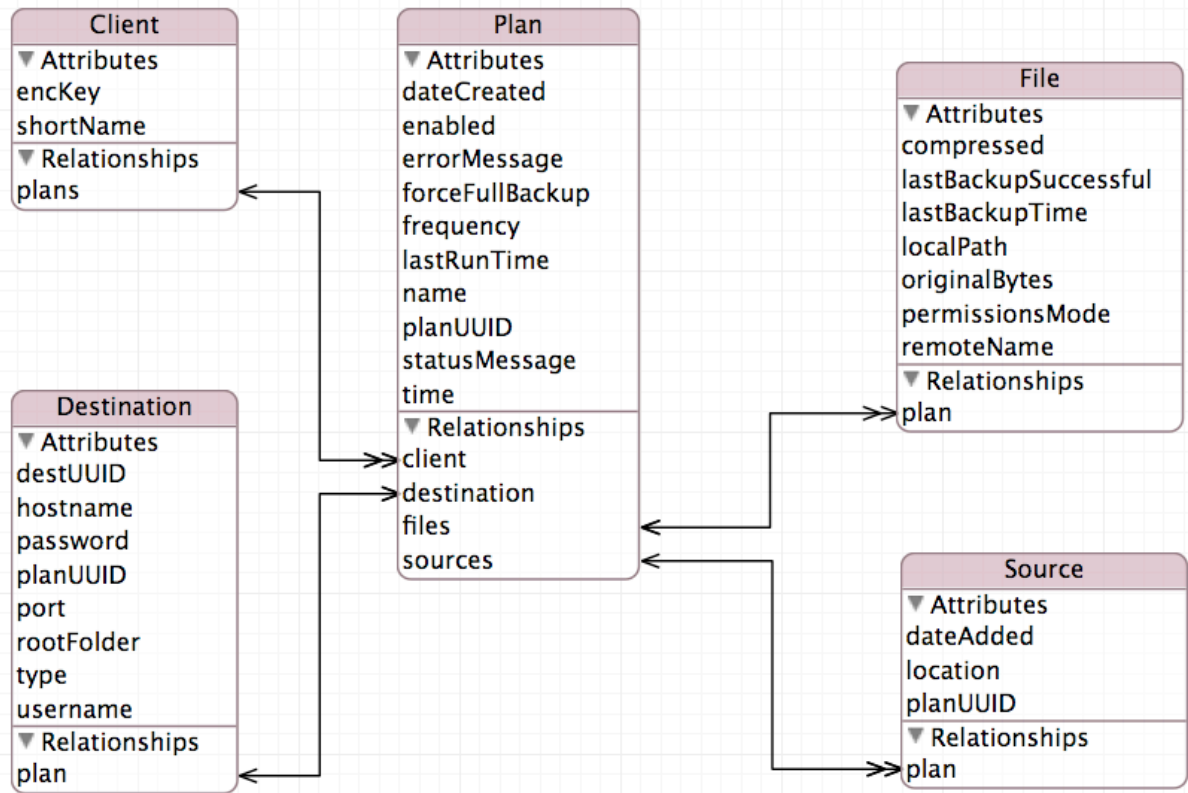 Client
Attributes
encKey
shortName
Relationships
plans
Plan
Attributes
dateCreated
enabled
errorMessage
forceFullBackup
frequency
lastRunTime
name
planUUID
statusMessage
time
Relationships
client
destination
files
sources
File
Attributes
compressed
lastBackupSuccessful
lastBackupTime
localPath
originalBytes
permissionsMode
remoteName
Relationships
plan
Destination
Attributes
destUUID
hostname
password
planUUID
port
rootFolder
type
username
Relationships
plan
Source
Attributes
dateAdded
location
planUUID
Relationships
plan